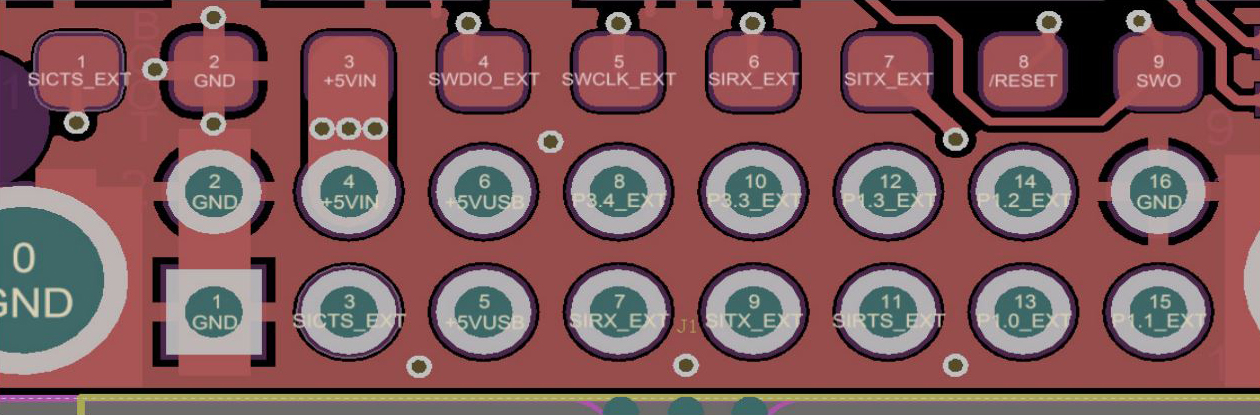 1
SICTS_EXT
2
GND
3
+5VIN
4
SWDIO_EXT
5
SWCLK_EXT
6
SIRX_EXT
7
SITX_EXT
8
/RESET
9
SWO
2
GND
4
+5VIN
6
+5VUSB
8
P3.4_EXT
10
P3.3_EXT
12
P1.3_EXT
14
P1.2_EXT
16
GND
0
GND
1
GND
3
SICTS_EXT
5
+5VUSB
7
SIRX_EXT
J1
9
SITX_EXT
11
SIRTS_EXT
13
P1.0_EXT
15
P1.1_EXT